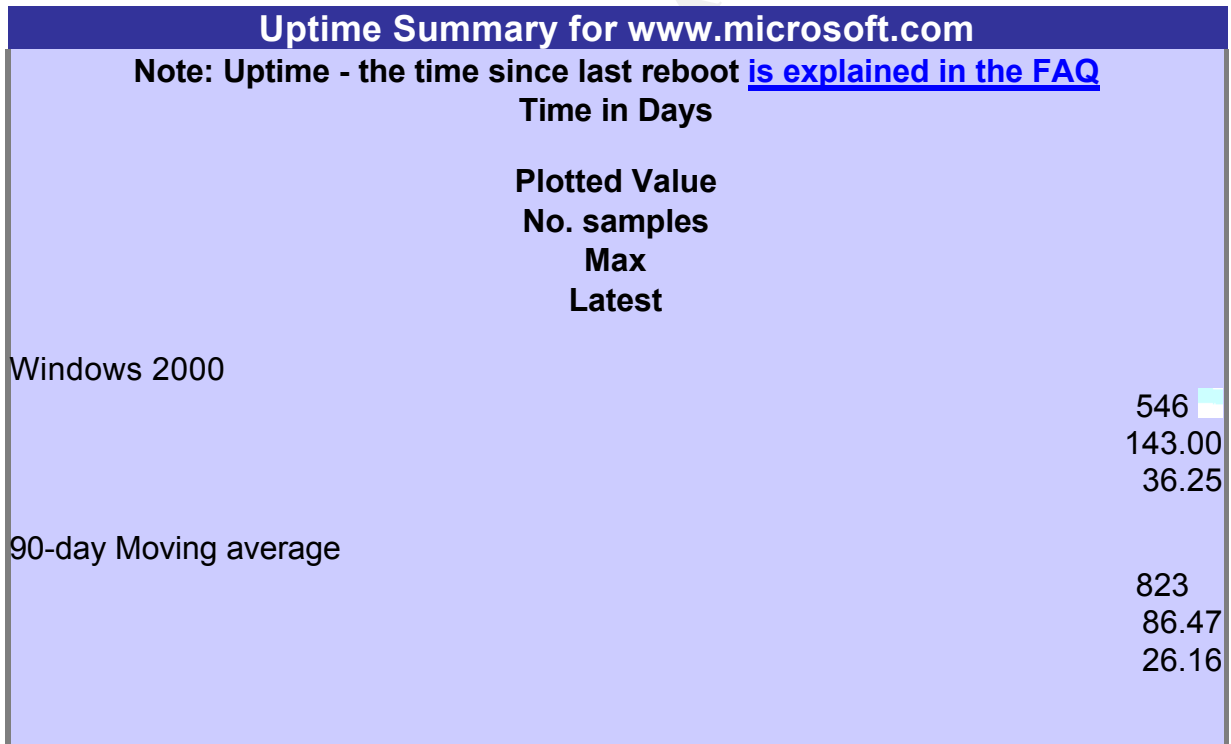 Uptime Summary for www.microsoft.com
Note: Uptime - the time since last reboot is explained in the FAQ
Time in Days
Plotted Value
No. samples
Max
Latest
Windows 2000
546
143.00
36.25
90-day Moving average
823
86.47
26.16